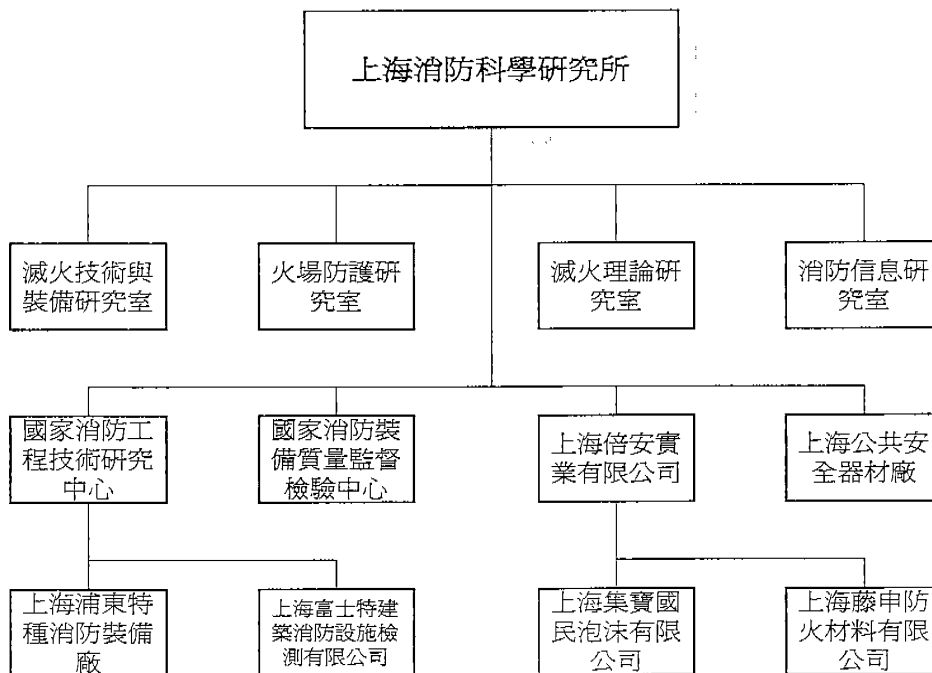 上海消防科學研究所
滅火技術與
裝備研究室
火場防護研
究室
滅火理論研
究室
消防信息研
究室
國家消防工
程技術研究
中心
國家消防裝
備質量監督
檢驗中心
上海倍安實
業有限公司
上海公共安
全器材廠
上海浦東特
種消防裝備
廠
上海富士特建
築消防設施檢
測有限公司
上海集寶國
民泡沫有限
公司
上海藤申防
火材料有限
公司